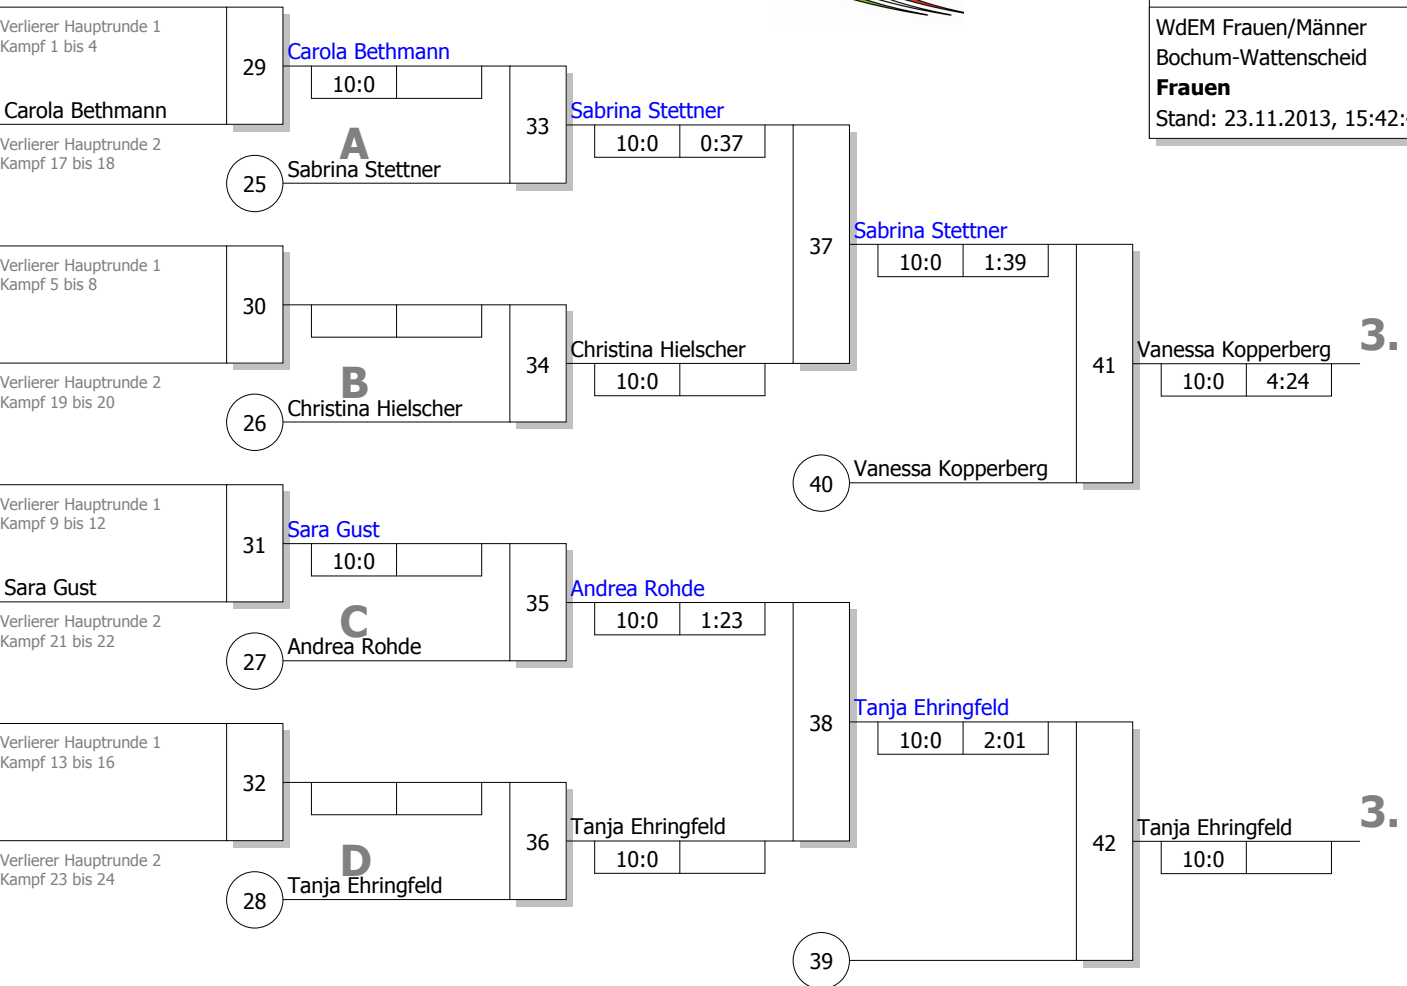 WdEM Frauen/Männer
Bochum-Wattenscheid
Frauen
Stand: 23.11.2013, 15:42:
Verlierer Hauptrunde 1
Kampf 1 bis 4
29
Carola Bethmann
10:0
Carola Bethmann
33
Sabrina Stettner
10:0 0:37
Verlierer Hauptrunde 2
Kampf 17 bis 18
A
25
Sabrina Stettner
37
Sabrina Stettner
10:0 1:39
Verlierer Hauptrunde 1
Kampf 5 bis 8
30
34
Christina Hielscher
10:0
41
Vanessa Kopperberg
10:0 4:24
3.
Verlierer Hauptrunde 2
Kampf 19 bis 20
B
26
Christina Hielscher
40
Vanessa Kopperberg
Verlierer Hauptrunde 1
Kampf 9 bis 12
31
Sara Gust
10:0
Sara Gust
35
Andrea Rohde
10:0 1:23
Verlierer Hauptrunde 2
Kampf 21 bis 22
C
27
Andrea Rohde
38
Tanja Ehringfeld
10:0 2:01
Verlierer Hauptrunde 1
Kampf 13 bis 16
32
36
Tanja Ehringfeld
10:0
42
Tanja Ehringfeld
10:0
3.
Verlierer Hauptrunde 2
Kampf 23 bis 24
D
28
Tanja Ehringfeld
39